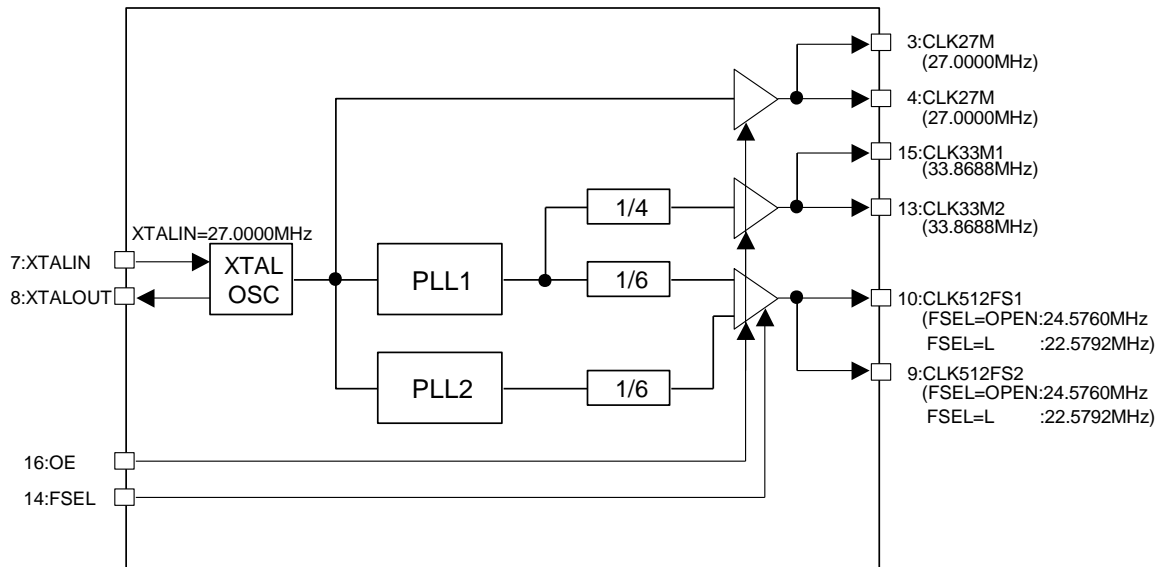 3:CLK27M
(27.0000MHz)
4:CLK27M
(27.0000MHz)
15:CLK33M1
(33.8688MHz)
1/4
13:CLK33M2
(33.8688MHz)
XTALIN=27.0000MHz
7:XTALIN
8:XTALOUT
XTAL
OSC
PLL1
1/6
10:CLK512FS1
(FSEL=OPEN:24.5760MHz
FSEL=L :22.5792MHz)
PLL2
1/6
9:CLK512FS2
(FSEL=OPEN:24.5760MHz
FSEL=L :22.5792MHz)
16:OE
14:FSEL